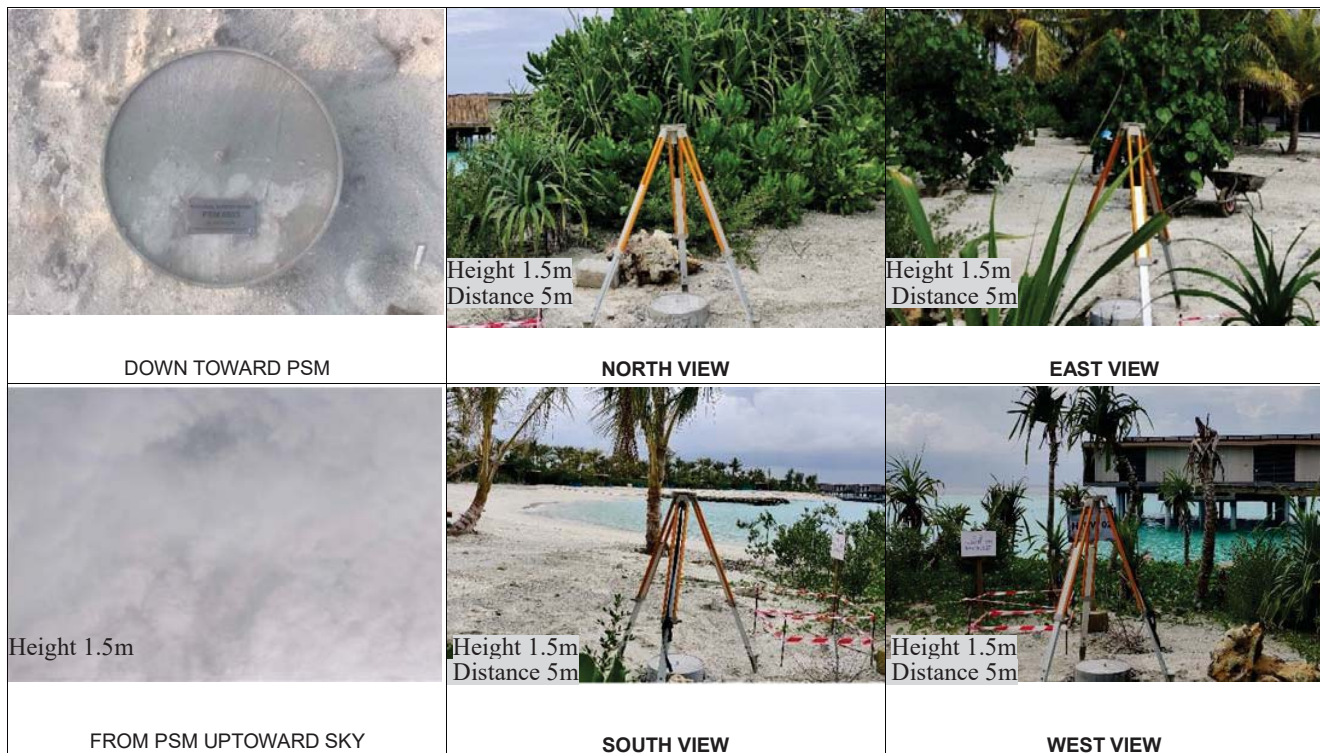 DOWN TOWARD PSM
Height 1.5m
Distance 5m
NORTH VIEW
Height 1.5m
Distance 5m
EAST VIEW
Height 1.5m
FROM PSM UPTOWARD SKY
Height 1.5m
Distance 5m
SOUTH VIEW
Height 1.5m
Distance 5m
WEST VIEW